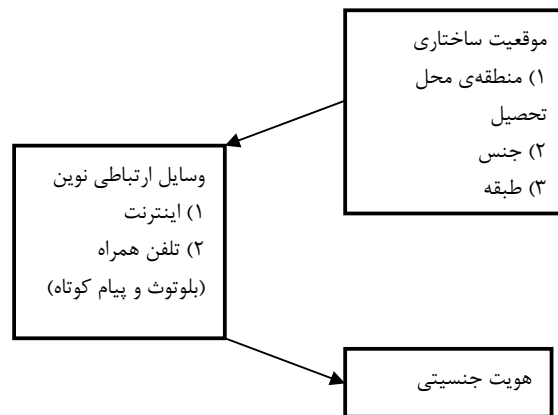 موقعیت ساختاری
۱) منطقه‌ی محل
تحصیل
۲) جنس
۳) طبقه
وسایل ارتباطی نوین
۱) اینترنت
۲) تلفن همراه
(بلوتوث و پیام کوتاه)
هویت جنسیتی